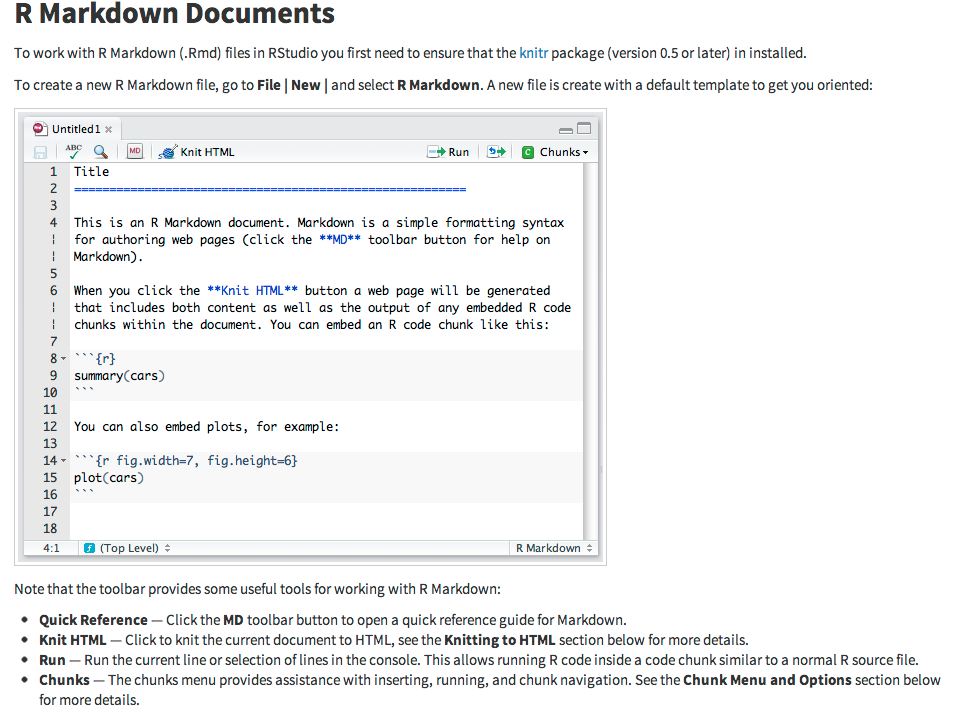 R Markdown Documents
To work with R Markdown (.Rmd) files in RStudio you first need to ensure that the knitr package (version 0.5 or later) in installed.
To create a new R Markdown file, go to File | New | and select R Markdown. A new file is create with a default template to get you oriented:
Untitled1 ×
ABC MD Knit HTML Run C Chunks
1 Title
2 ========================================================
3
4 This is an R Markdown document. Markdown is a simple formatting syntax
for authoring web pages (click the **MD** toolbar button for help on
Markdown).
5
6 When you click the **Knit HTML** button a web page will be generated
that includes both content as well as the output of any embedded R code
chunks within the document. You can embed an R code chunk like this:
7
8 ```{r}
9 summary(cars)
10 ```
11
12 You can also embed plots, for example:
13
14 ```{r fig.width=7, fig.height=6}
15 plot(cars)
16 ```
17
18
4:1 (Top Level) R Markdown
Note that the toolbar provides some useful tools for working with R Markdown:
• Quick Reference — Click the MD toolbar button to open a quick reference guide for Markdown.
• Knit HTML — Click to knit the current document to HTML, see the Knitting to HTML section below for more details.
• Run — Run the current line or selection of lines in the console. This allows running R code inside a code chunk similar to a normal R source file.
• Chunks — The chunks menu provides assistance with inserting, running, and chunk navigation. See the Chunk Menu and Options section below
for more details.